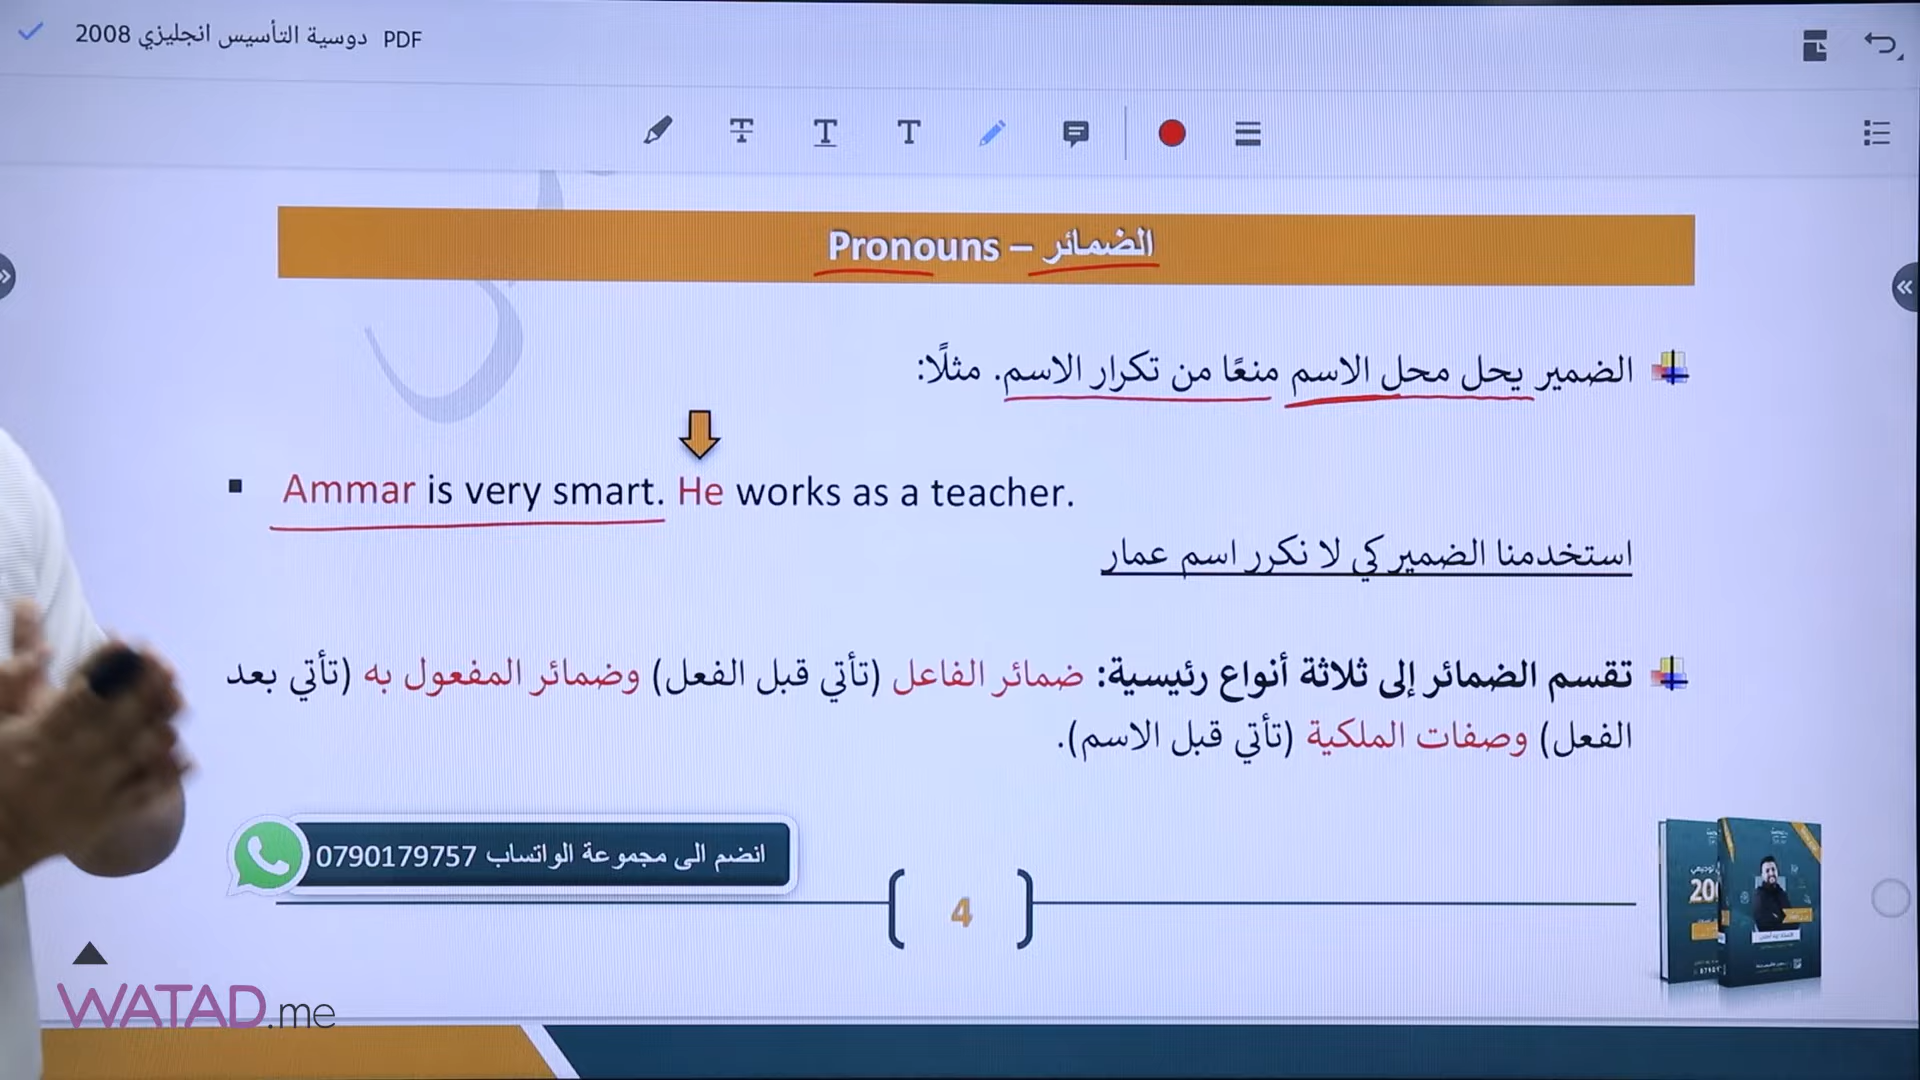 دوسية التأسيس انجليزي 2008 PDF
الضمائر – Pronouns
الضمير يحل محل الاسم منعًا من تكرار الاسم. مثلًا:
Ammar is very smart. He works as a teacher.
استخدمنا الضمير كي لا نكرر اسم عمار
تقسم الضمائر إلى ثلاثة أنواع رئيسية: ضمائر الفاعل (تأتي قبل الفعل) وضمائر المفعول به (تأتي بعد
الفعل) وصفات الملكية (تأتي قبل الاسم).
انضم الى مجموعة الواتساب 0790179757
4
WATAD.me